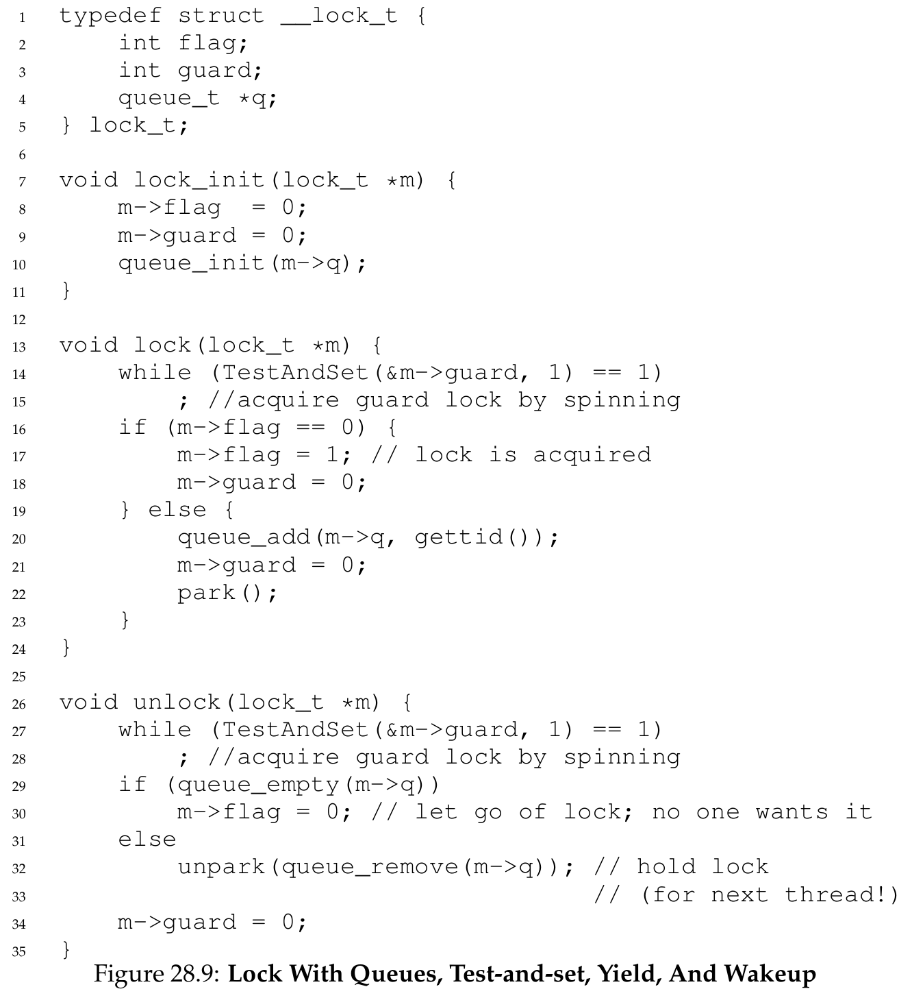 1 typedef struct __lock_t {
2 int flag;
3 int guard;
4 queue_t *q;
5 } lock_t;
6
7 void lock_init(lock_t *m) {
8 m->flag = 0;
9 m->guard = 0;
10 queue_init(m->q);
11 }
12
13 void lock(lock_t *m) {
14 while (TestAndSet(&m->guard, 1) == 1)
15 ; //acquire guard lock by spinning
16 if (m->flag == 0) {
17 m->flag = 1; // lock is acquired
18 m->guard = 0;
19 } else {
20 queue_add(m->q, gettid());
21 m->guard = 0;
22 park();
23 }
24 }
25
26 void unlock(lock_t *m) {
27 while (TestAndSet(&m->guard, 1) == 1)
28 ; //acquire guard lock by spinning
29 if (queue_empty(m->q))
30 m->flag = 0; // let go of lock; no one wants it
31 else
32 unpark(queue_remove(m->q)); // hold lock
33 // (for next thread!)
34 m->guard = 0;
35 }
Figure 28.9: Lock With Queues, Test-and-set, Yield, And Wakeup